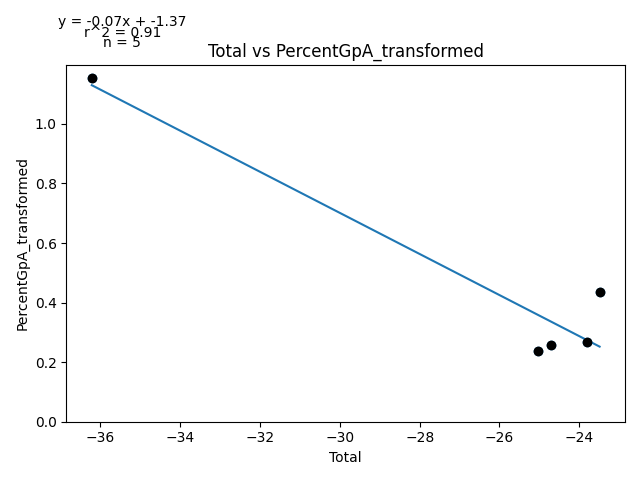 y = -0.07x + -1.37
r^2 = 0.91
n = 5
Total vs PercentGpA_transformed
PercentGpA_transformed
1.0
0.8
0.6
0.4
0.2
0.0
−36
−34
−32
−30
−28
−26
−24
Total